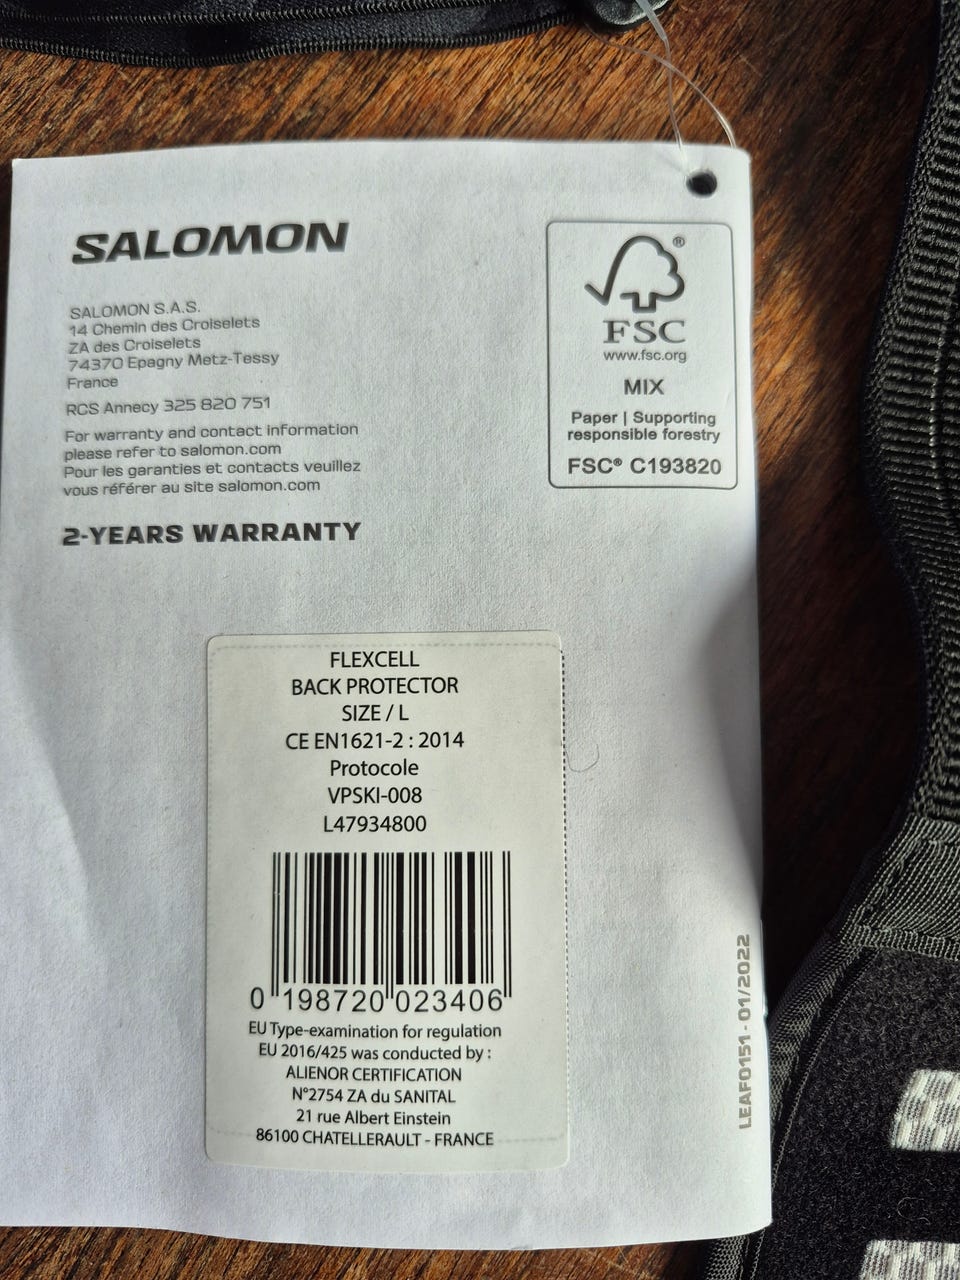 SALOMON
SALOMON S.A.S.
14 Chemin des Croiselets
ZA des Croiselets
74370 Epagny Metz-Tessy
France
RCS Annecy 325 820 751
For warranty and contact information
please refer to salomon.com
Pour les garanties et contacts veuillez
vous référer au site salomon.com
2-YEARS WARRANTY
®
FSC
www.fsc.org
MIX
Paper | Supporting
responsible forestry
FSC® C193820
FLEXCELL
BACK PROTECTOR
SIZE / L
CE EN1621-2 : 2014
Protocole
VPSKI-008
L47934800
0 198720 023406
EU Type-examination for regulation
EU 2016/425 was conducted by :
ALIENOR CERTIFICATION
N°2754 ZA du SANITAL
21 rue Albert Einstein
86100 CHATELLERAULT - FRANCE
LEAF0151 - 01/2022